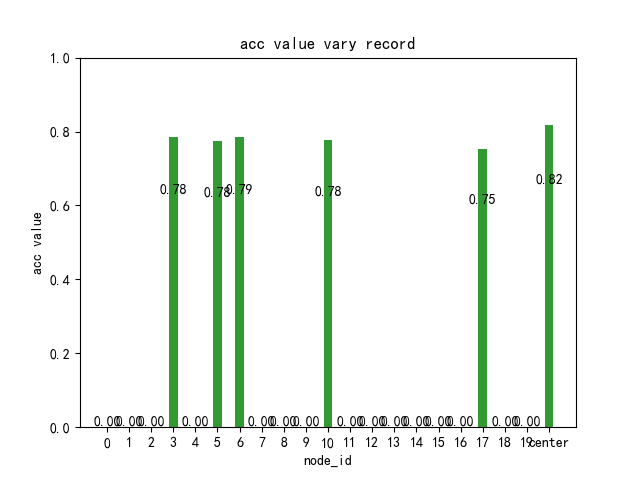 acc value vary record
1.0
0.8
0.6
0.4
0.2
0.0
acc value
0.00 0.00 0.00 0.78 0.00 0.78 0.79 0.00 0.00 0.00 0.78 0.00 0.00 0.00 0.00 0.00 0.00 0.75 0.00 0.00 0.82
0 1 2 3 4 5 6 7 8 9 10 11 12 13 14 15 16 17 18 19 center
node_id